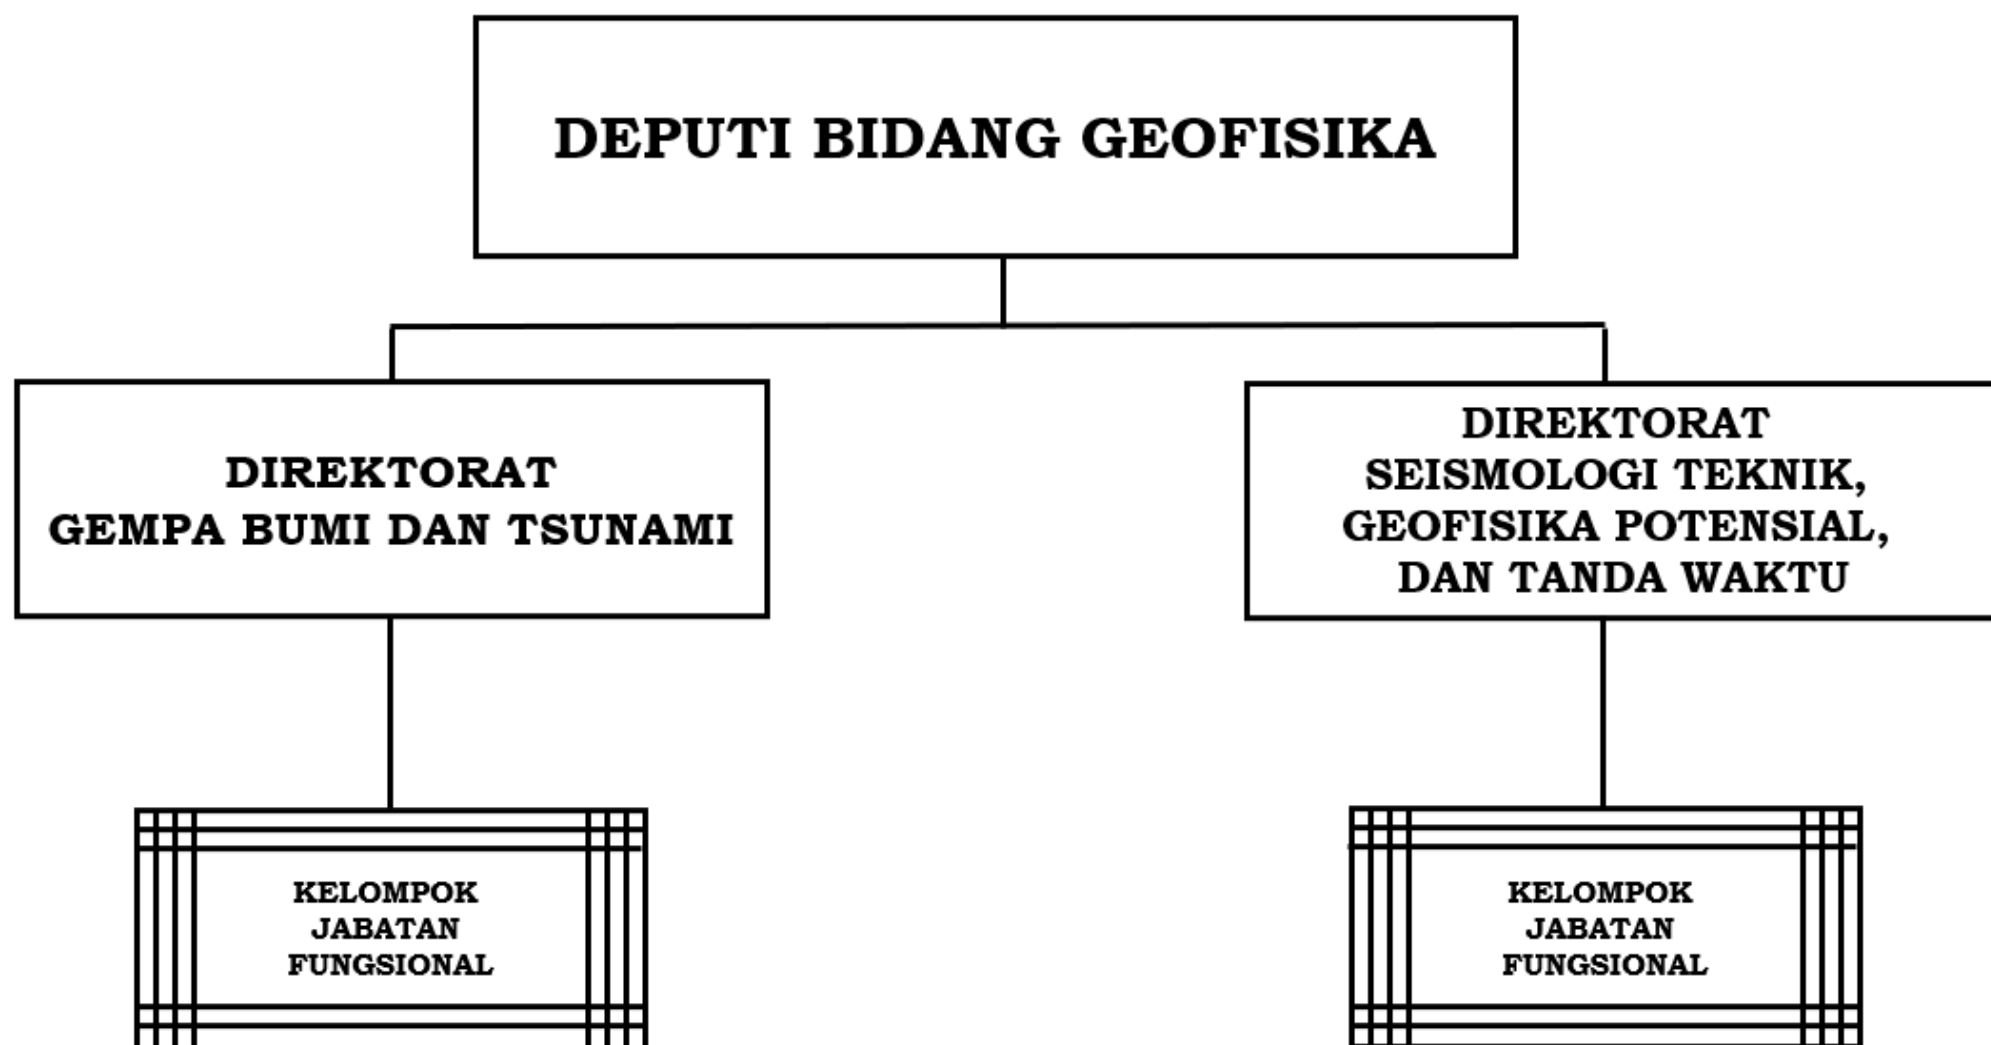 DEPUTI BIDANG GEOFISIKA
DIREKTORAT
GEMPA BUMI DAN TSUNAMI
DIREKTORAT
SEISMOLOGI TEKNIK,
GEOFISIKA POTENSIAL,
DAN TANDA WAKTU
KELOMPOK
JABATAN
FUNGSIONAL
KELOMPOK
JABATAN
FUNGSIONAL